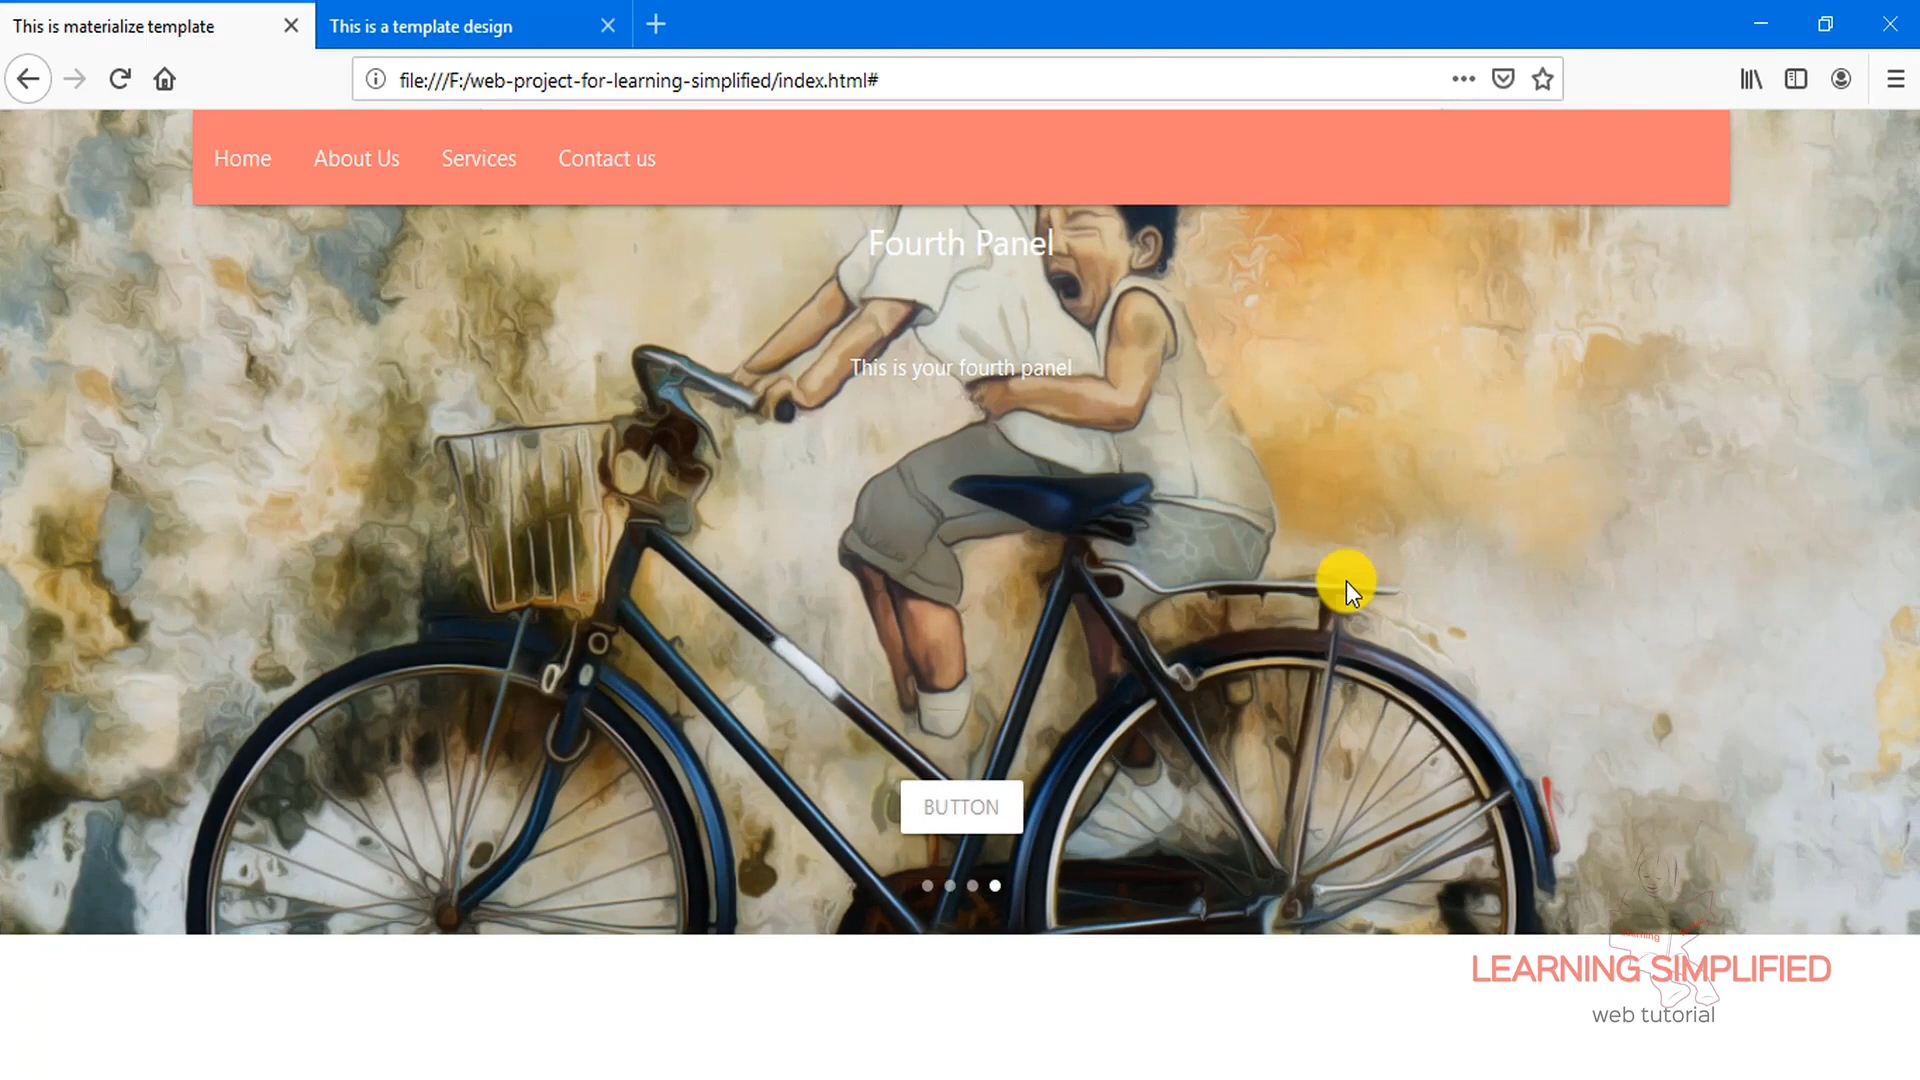 This is materialize template
This is a template design
file:///F:/web-project-for-learning-simplified/index.html#
Home About Us Services Contact us
Fourth Panel
This is your fourth panel
BUTTON
Learning
LEARNING SIMPLIFIED
web tutorial